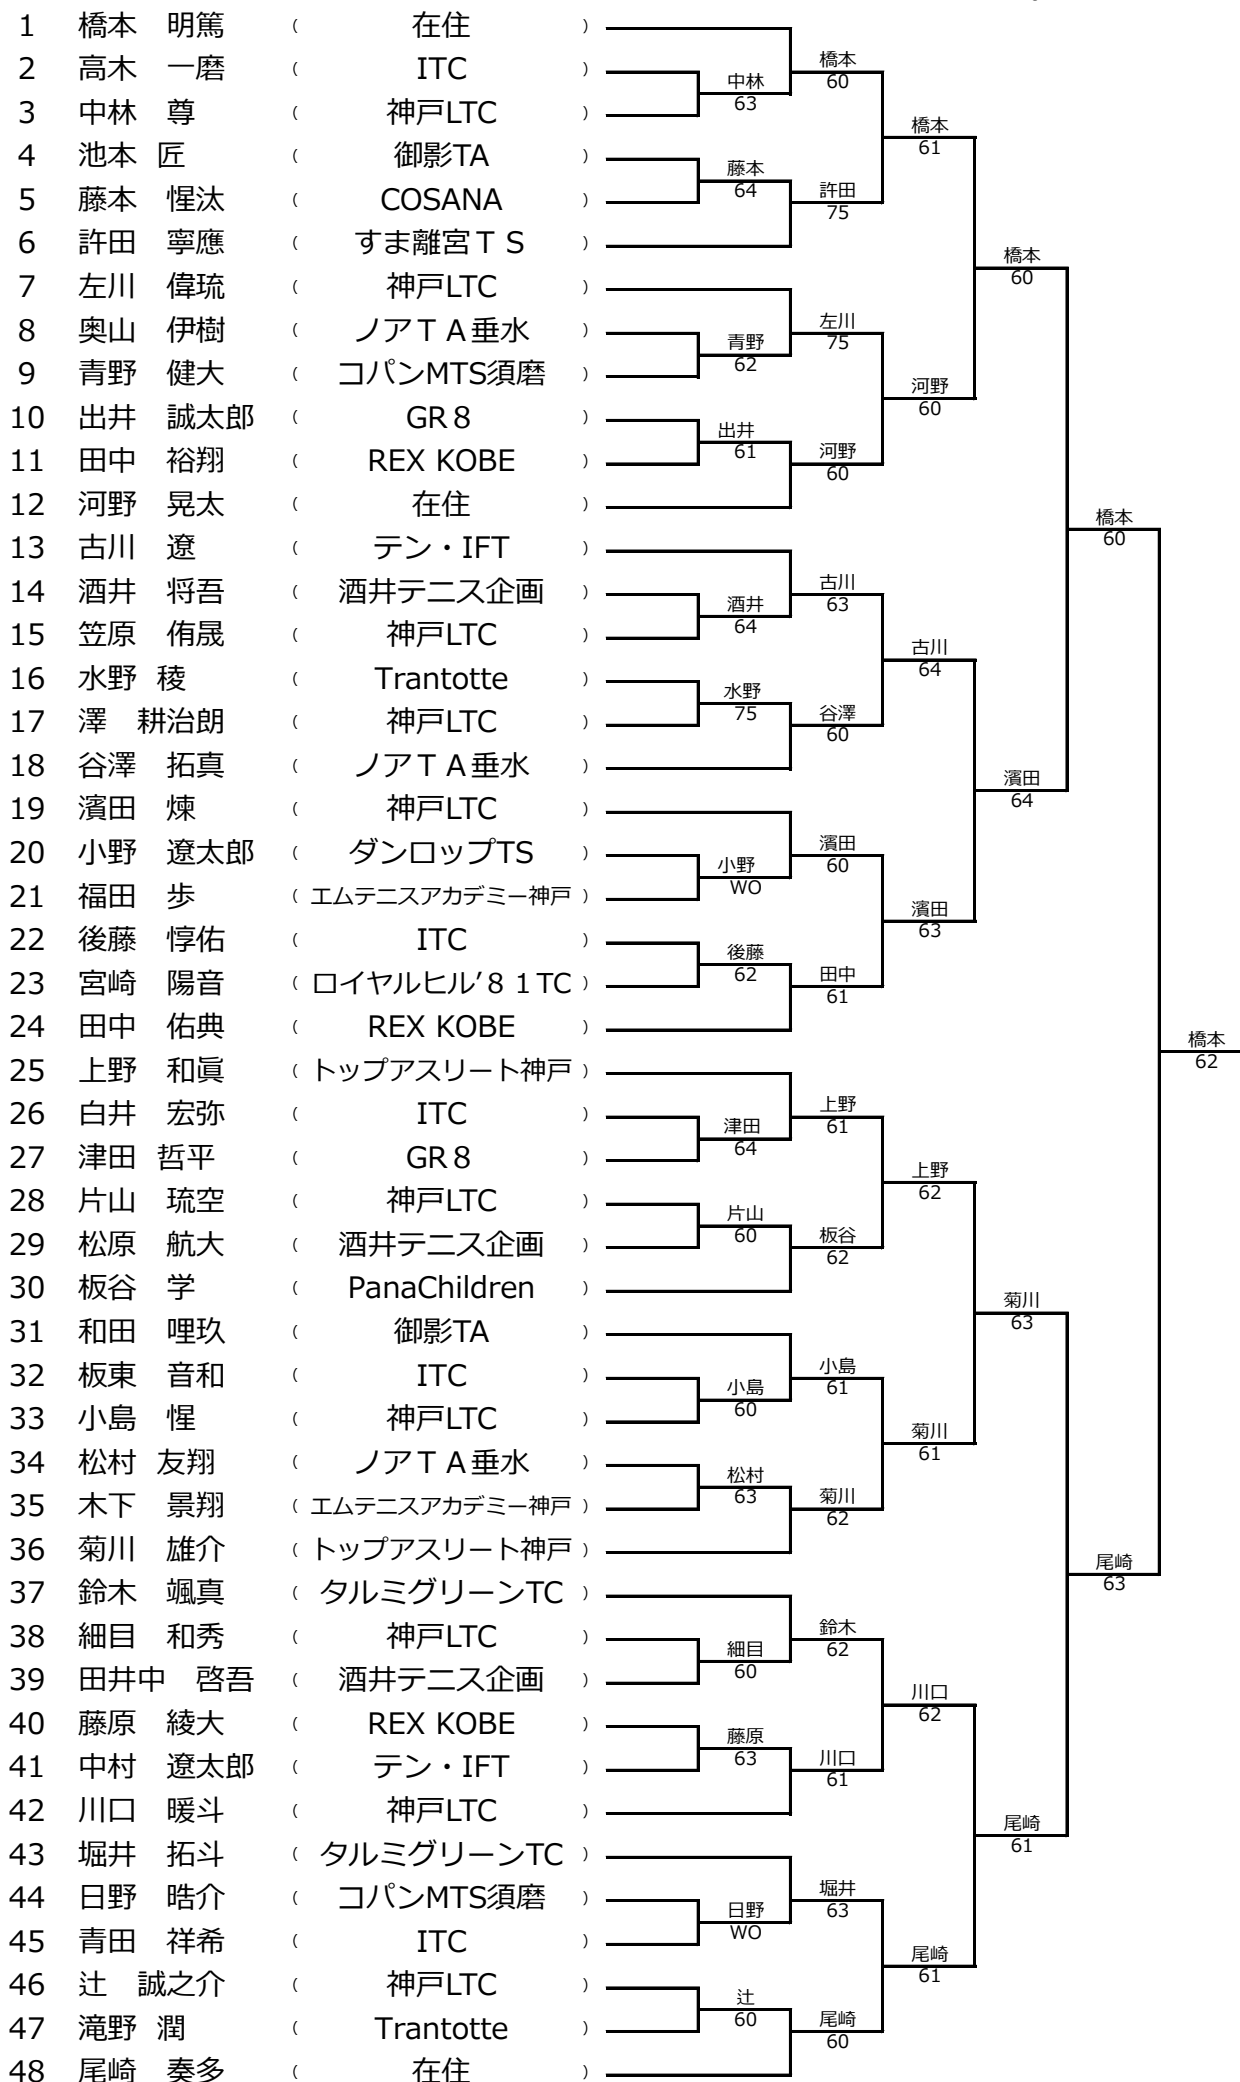 1 橋本 明篤 ( 在住 )
2 高木 一磨 ( ITC )
3 中林 尊 ( 神戸LTC )
4 池本 匠 ( 御影TA )
5 藤本 惺汰 ( COSANA )
6 許田 寧應 ( すま離宮ＴＳ )
7 左川 偉琉 ( 神戸LTC )
8 奥山 伊樹 ( ノアＴＡ垂水 )
9 青野 健大 ( コパンMTS須磨 )
10 出井 誠太郎 ( GR８ )
11 田中 裕翔 ( REX KOBE )
12 河野 晃太 ( 在住 )
13 古川 遼 ( テン・IFT )
14 酒井 将吾 ( 酒井テニス企画 )
15 笠原 侑晟 ( 神戸LTC )
16 水野 稜 ( Trantotte )
17 澤 耕治朗 ( 神戸LTC )
18 谷澤 拓真 ( ノアＴＡ垂水 )
19 濱田 煉 ( 神戸LTC )
20 小野 遼太郎 ( ダンロップTS )
21 福田 歩 ( エムテニスアカデミー神戸 )
22 後藤 惇佑 ( ITC )
23 宮崎 陽音 ( ロイヤルヒル’８１TC )
24 田中 佑典 ( REX KOBE )
25 上野 和眞 ( トップアスリート神戸 )
26 白井 宏弥 ( ITC )
27 津田 哲平 ( GR８ )
28 片山 琉空 ( 神戸LTC )
29 松原 航大 ( 酒井テニス企画 )
30 板谷 学 ( PanaChildren )
31 和田 哩玖 ( 御影TA )
32 板東 音和 ( ITC )
33 小島 惺 ( 神戸LTC )
34 松村 友翔 ( ノアＴＡ垂水 )
35 木下 景翔 ( エムテニスアカデミー神戸 )
36 菊川 雄介 ( トップアスリート神戸 )
37 鈴木 颯真 ( タルミグリーンTC )
38 細目 和秀 ( 神戸LTC )
39 田井中 啓吾 ( 酒井テニス企画 )
40 藤原 綾大 ( REX KOBE )
41 中村 遼太郎 ( テン・IFT )
42 川口 暖斗 ( 神戸LTC )
43 堀井 拓斗 ( タルミグリーンTC )
44 日野 晧介 ( コパンMTS須磨 )
45 青田 祥希 ( ITC )
46 辻 誠之介 ( 神戸LTC )
47 滝野 潤 ( Trantotte )
48 尾崎 奏多 ( 在住 )
中林
63
藤本
64
青野
62
出井
61
酒井
64
水野
75
小野
WO
後藤
62
津田
64
片山
60
小島
60
松村
63
細目
60
藤原
63
日野
WO
辻
60
橋本
60
許田
75
左川
75
河野
60
古川
63
谷澤
60
濱田
60
田中
61
上野
61
板谷
62
小島
61
菊川
62
鈴木
62
川口
61
堀井
63
尾崎
60
橋本
61
河野
60
古川
64
濱田
63
上野
62
菊川
61
川口
62
尾崎
61
橋本
60
濱田
64
菊川
63
尾崎
61
橋本
60
尾崎
63
橋本
62